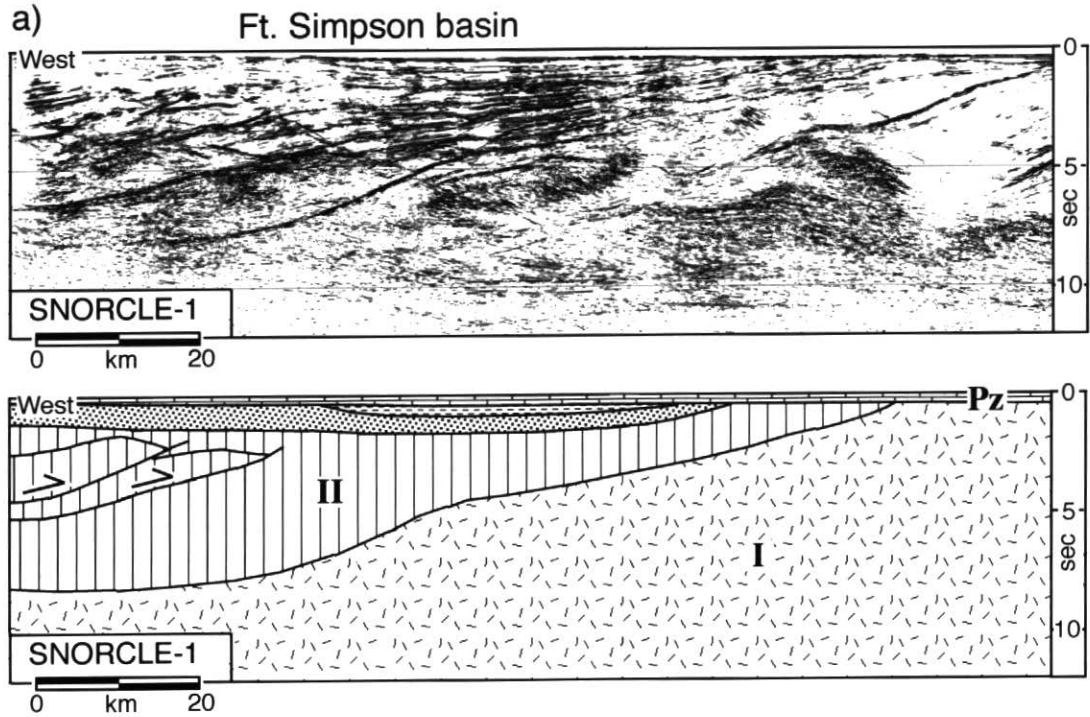 a) Ft. Simpson basin
West
0
5
sec
10
SNORCLE-1
0 km 20
West
Pz
0
II
5
I
sec
10
SNORCLE-1
0 km 20